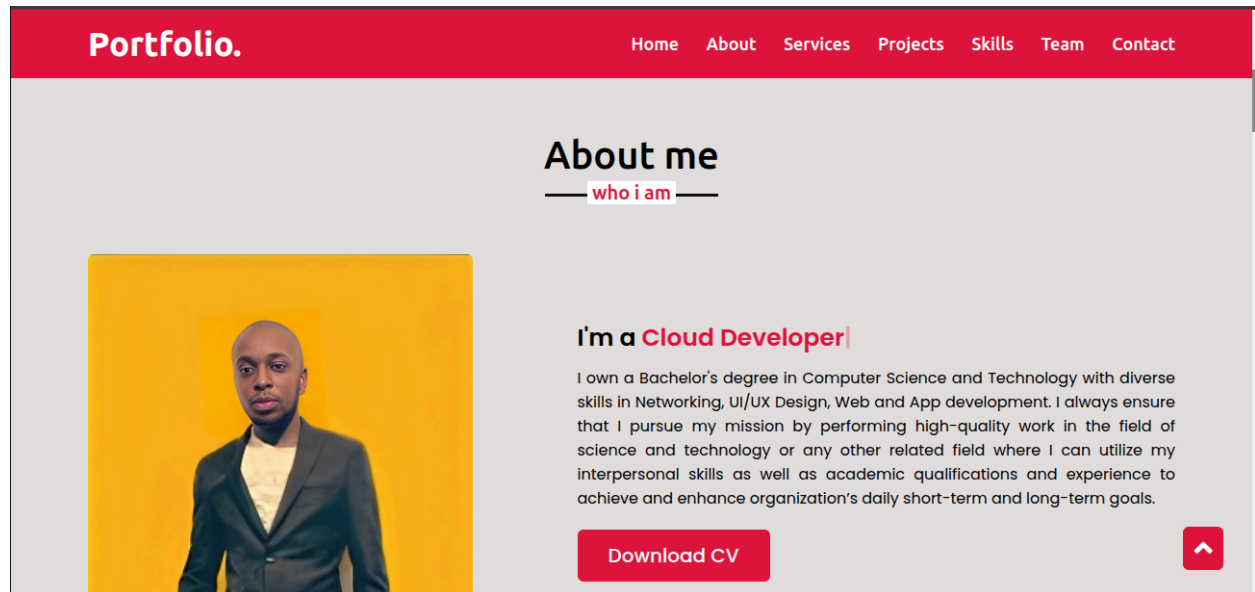 Portfolio.
Home About Services Projects Skills Team Contact
About me
who i am
I'm a Cloud Developer
I own a Bachelor's degree in Computer Science and Technology with diverse
skills in Networking, UI/UX Design, Web and App development. I always ensure
that I pursue my mission by performing high-quality work in the field of
science and technology or any other related field where I can utilize my
interpersonal skills as well as academic qualifications and experience to
achieve and enhance organization’s daily short-term and long-term goals.
Download CV